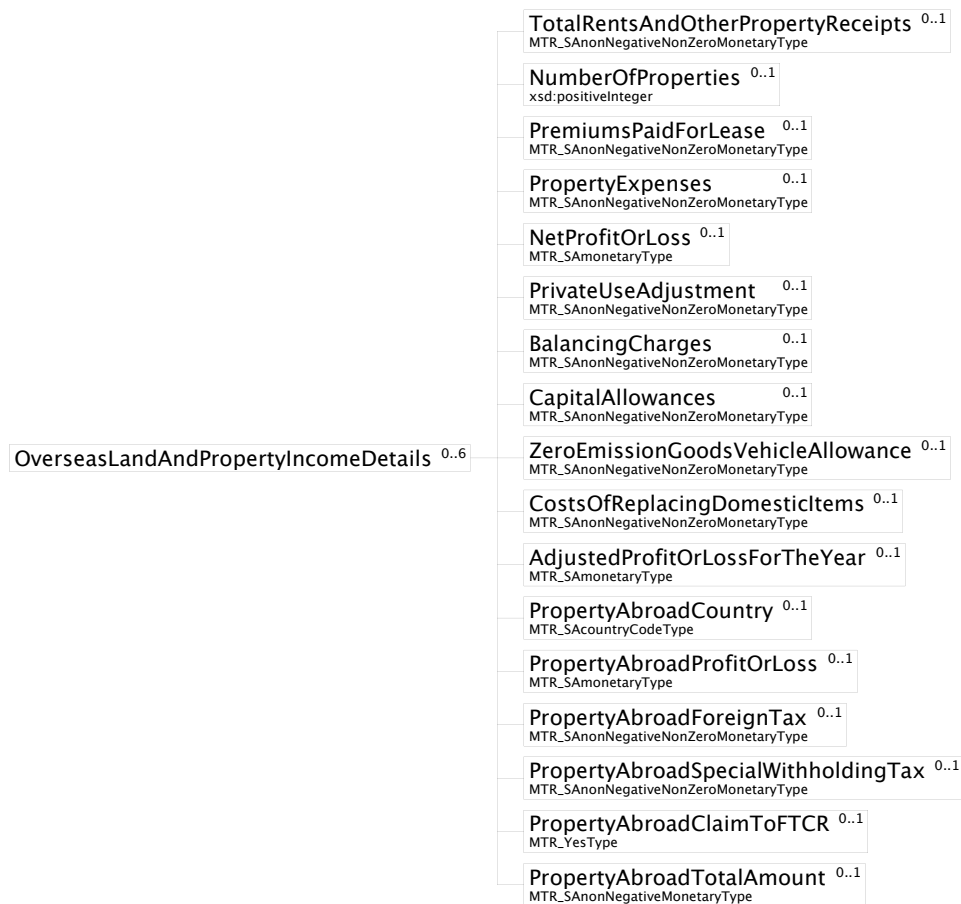 TotalRentsAndOtherPropertyReceipts 0..1
MTR_SAnonNegativeNonZeroMonetaryType
NumberOfProperties 0..1
xsd:positiveInteger
PremiumsPaidForLease 0..1
MTR_SAnonNegativeNonZeroMonetaryType
PropertyExpenses 0..1
MTR_SAnonNegativeNonZeroMonetaryType
NetProfitOrLoss 0..1
MTR_SAmonetaryType
PrivateUseAdjustment 0..1
MTR_SAnonNegativeNonZeroMonetaryType
BalancingCharges 0..1
MTR_SAnonNegativeNonZeroMonetaryType
CapitalAllowances 0..1
MTR_SAnonNegativeNonZeroMonetaryType
OverseasLandAndPropertyIncomeDetails 0..6
ZeroEmissionGoodsVehicleAllowance 0..1
MTR_SAnonNegativeNonZeroMonetaryType
CostsOfReplacingDomesticItems 0..1
MTR_SAnonNegativeNonZeroMonetaryType
AdjustedProfitOrLossForTheYear 0..1
MTR_SAmonetaryType
PropertyAbroadCountry 0..1
MTR_SAcountryCodeType
PropertyAbroadProfitOrLoss 0..1
MTR_SAmonetaryType
PropertyAbroadForeignTax 0..1
MTR_SAnonNegativeNonZeroMonetaryType
PropertyAbroadSpecialWithholdingTax 0..1
MTR_SAnonNegativeNonZeroMonetaryType
PropertyAbroadClaimToFTCR 0..1
MTR_YesType
PropertyAbroadTotalAmount 0..1
MTR_SAnonNegativeMonetaryType